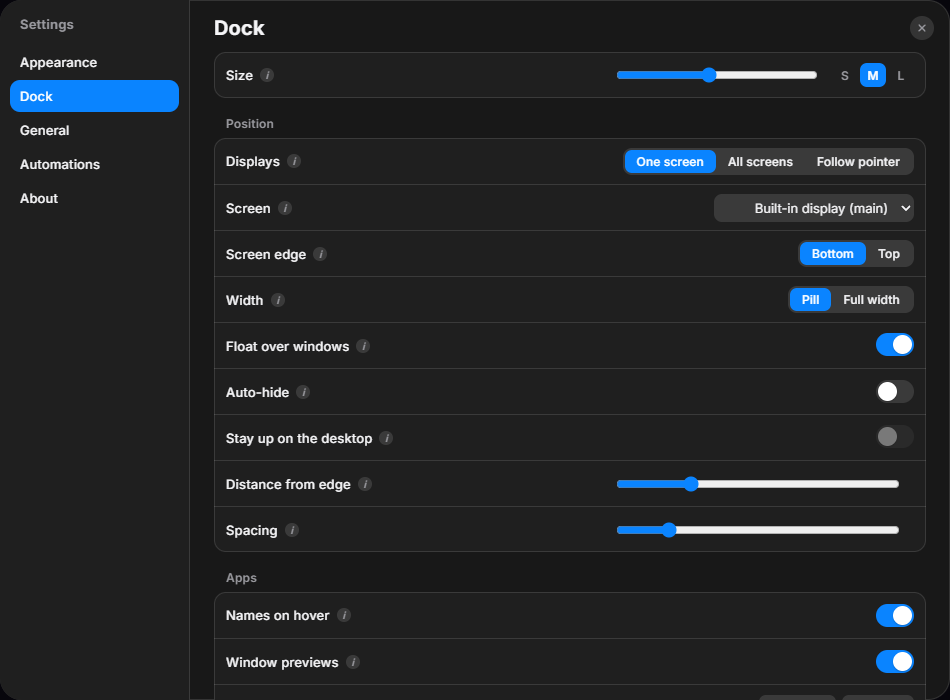 Settings
Appearance
Dock
General
Automations
About
Dock
Size i S M L
Position
Displays i One screen All screens Follow pointer
Screen i Built-in display (main)
Screen edge i Bottom Top
Width i Pill Full width
Float over windows i
Auto-hide i
Stay up on the desktop i
Distance from edge i
Spacing i
Apps
Names on hover i
Window previews i